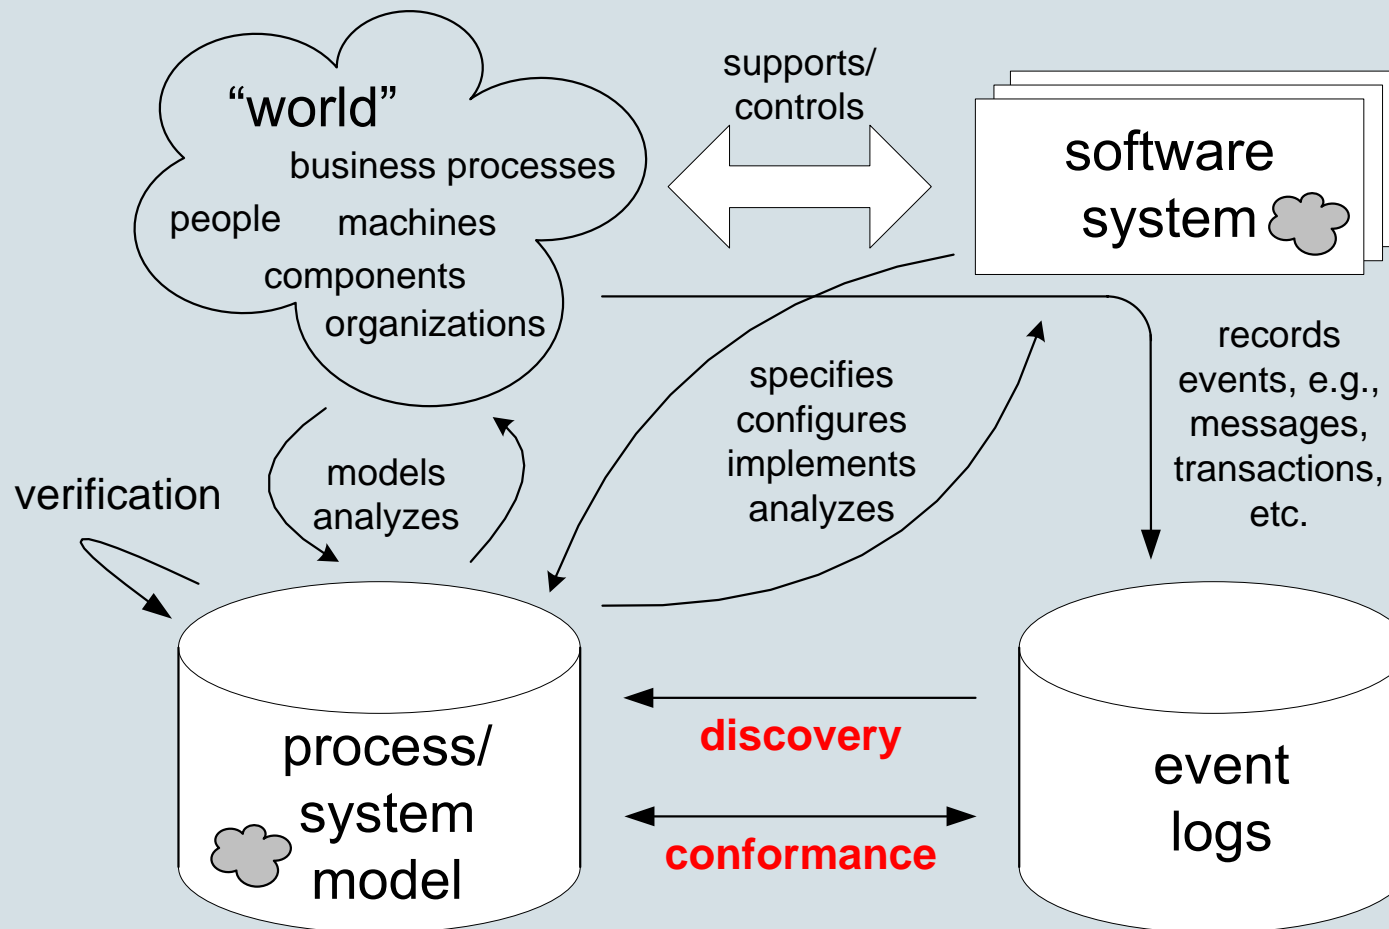 “world”
business processes
people
machines
components
organizations
supports/
controls
software
system
records
events, e.g.,
messages,
transactions,
etc.
specifies
configures
implements
analyzes
models
analyzes
verification
process/
system
model
discovery
conformance
event
logs